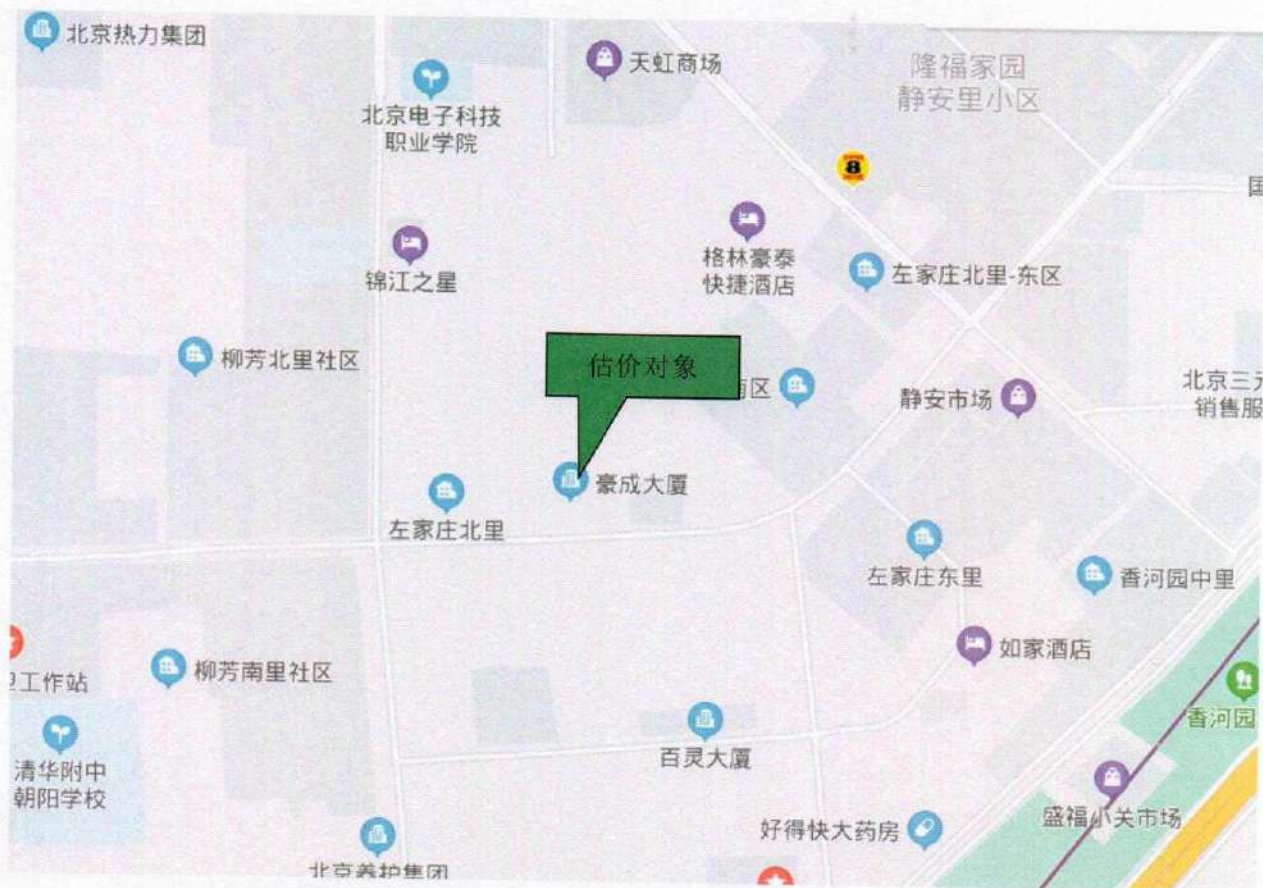 北京热力集团
天虹商场
隆福家园
静安里小区
北京电子科技
职业学院
8
国
格林豪泰
快捷酒店
锦江之星
左家庄北里-东区
柳芳北里社区
估价对象
区
静安市场
北京三元
销售服
豪成大厦
左家庄北里
左家庄东里
香河园中里
如家酒店
工作站
柳芳南里社区
香河园
百灵大厦
清华附中
朝阳学校
盛福小关市场
好得快大药房
北京养护集团